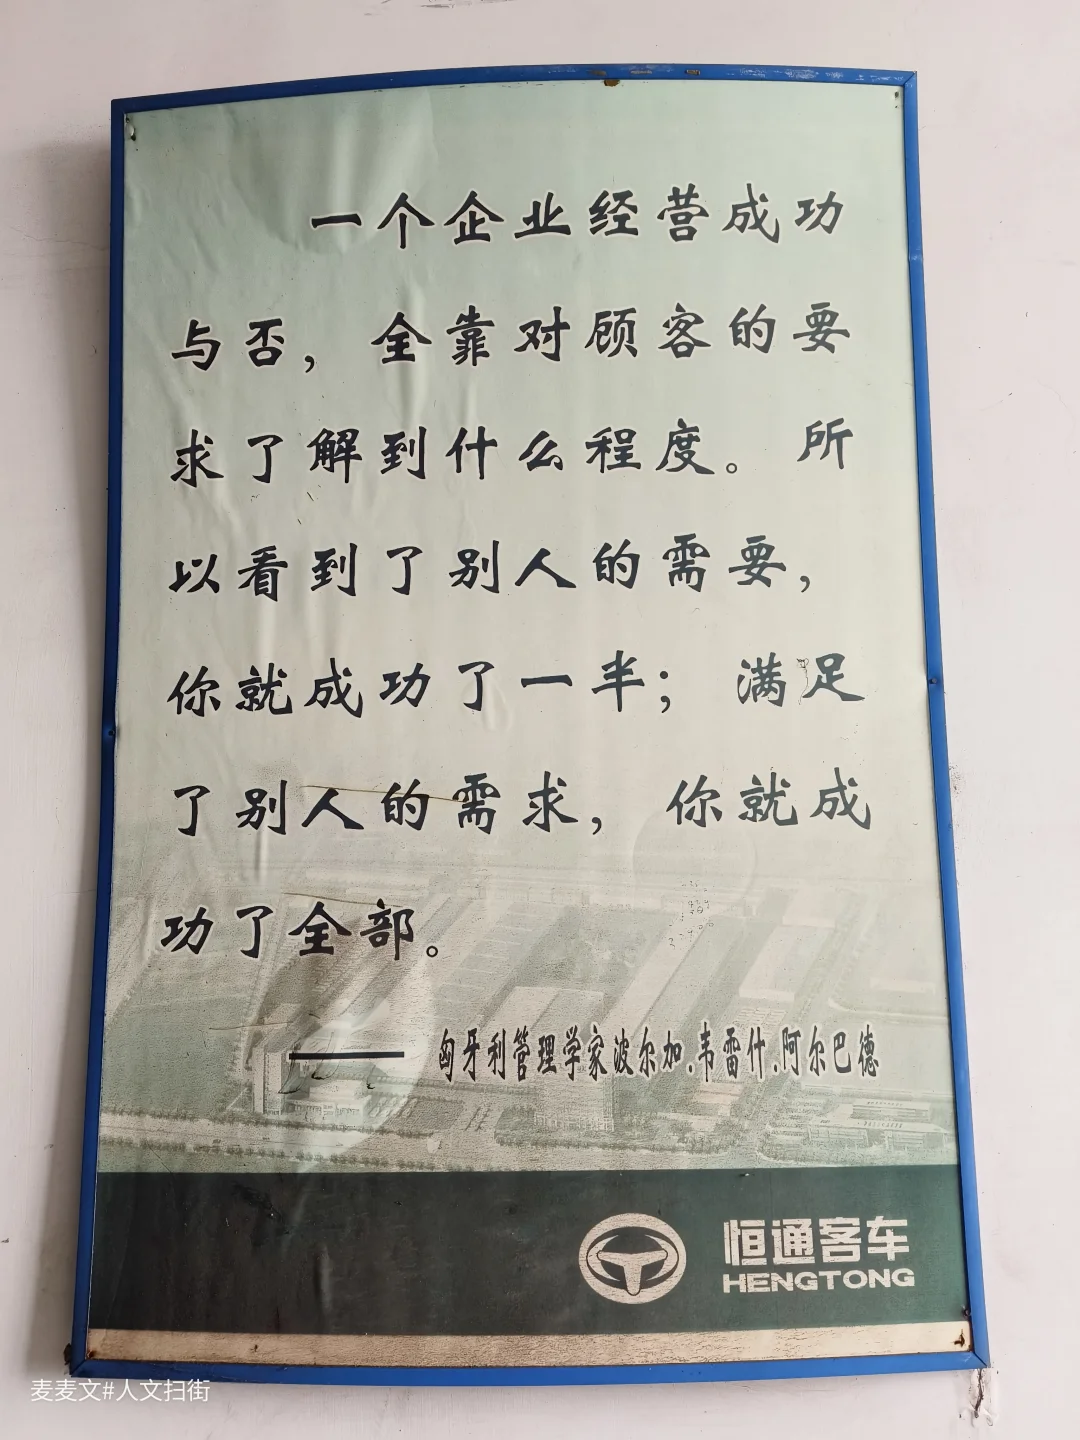 一个企业经营成功
与否，全靠对顾客的要
求了解到什么程度。所
以看到了别人的需要，
你就成功了一半；满足
了别人的需求，你就成
功了全部。
——匈牙利管理学家波尔加.韦雷什.阿尔巴德
恒通客车
HENGTONG
麦麦文#人文扫街